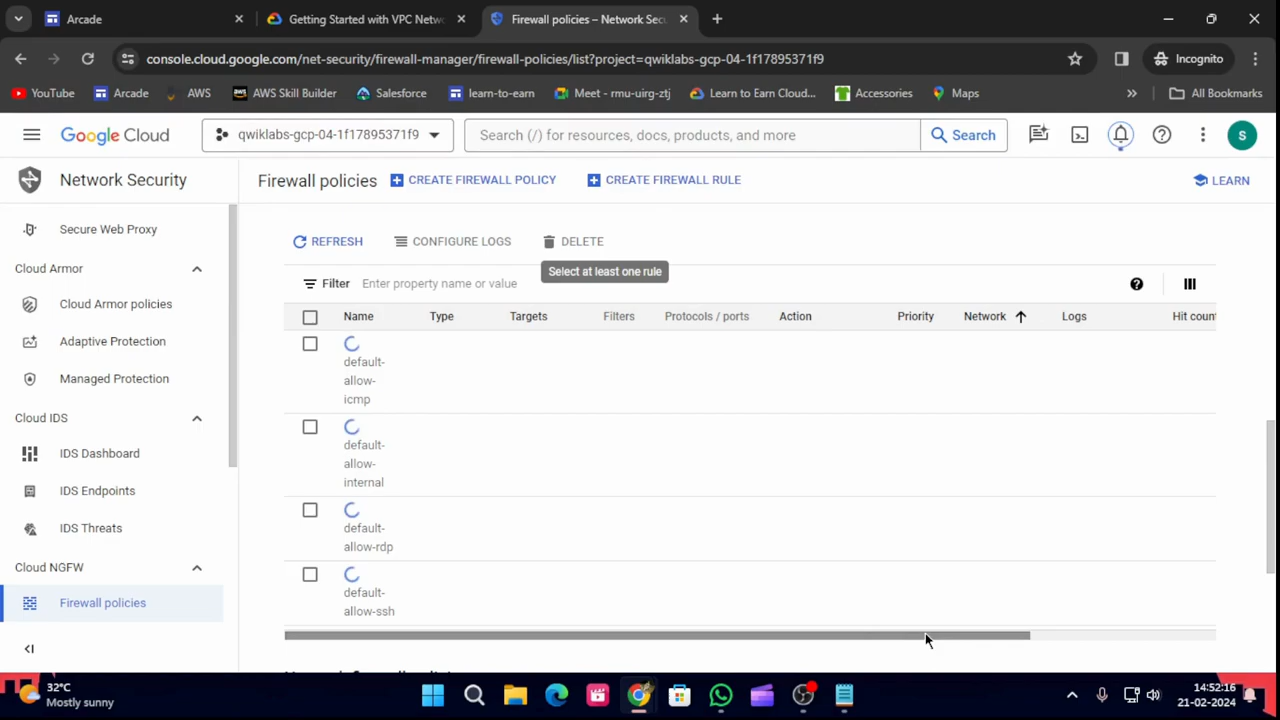 Arcade
Getting Started with VPC Netw
Firewall policies – Network Secu
console.cloud.google.com/net-security/firewall-manager/firewall-policies/list?project=qwiklabs-gcp-04-1f17895371f9
Incognito
YouTube
Arcade
AWS
AWS Skill Builder
Salesforce
learn-to-earn
Meet - rmu-uirg-ztj
Learn to Earn Cloud...
Accessories
Maps
All Bookmarks
Google Cloud
qwiklabs-gcp-04-1f17895371f9
Search (/) for resources, docs, products, and more
Search
S
Network Security
Firewall policies
CREATE FIREWALL POLICY
CREATE FIREWALL RULE
LEARN
Secure Web Proxy
Cloud Armor
Cloud Armor policies
Adaptive Protection
Managed Protection
Cloud IDS
IDS Dashboard
IDS Endpoints
IDS Threats
Cloud NGFW
Firewall policies
REFRESH
CONFIGURE LOGS
DELETE
Select at least one rule
Filter
Enter property name or value
Name
Type
Targets
Filters
Protocols / ports
Action
Priority
Network
Logs
Hit count
default-
allow-
icmp
default-
allow-
internal
default-
allow-rdp
default-
allow-ssh
32°C
Mostly sunny
14:52:16
21-02-2024